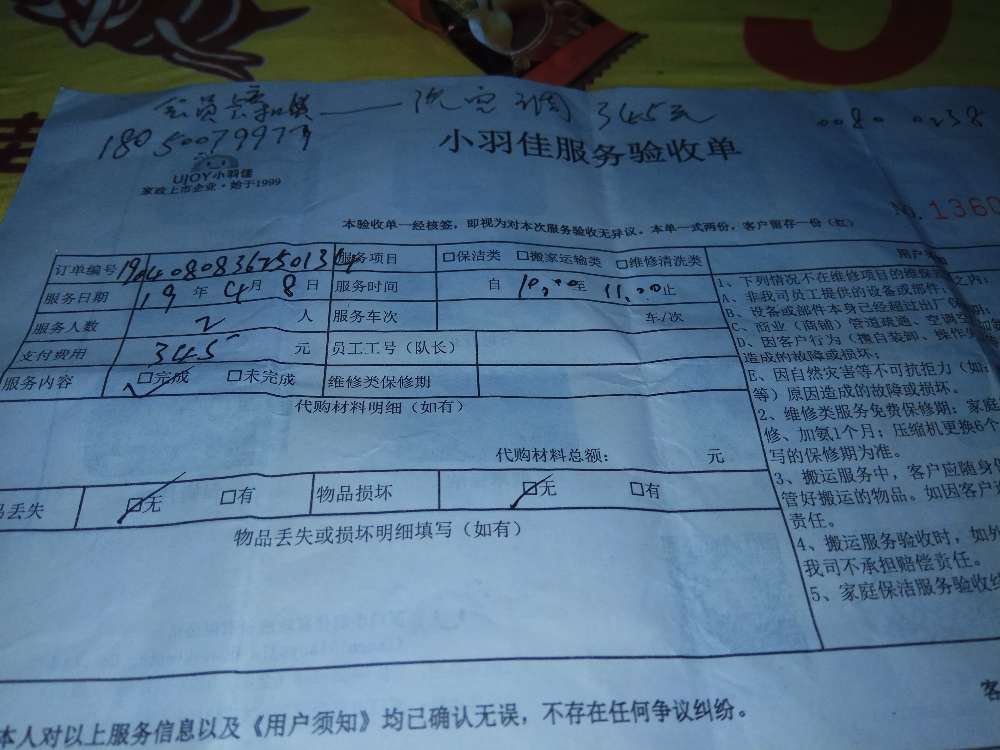 会员卡扣费——洗空调 345元
18050079977
小羽佳服务验收单
UJOY小羽佳
家政上市企业·始于1999
No. 1360
本验收单一经核签，即视为对本次服务验收无异议。本单一式两份，客户留存一份（红）
订单编号
服务项目 □保洁类 □搬家运输类 □维修清洗类
服务日期 19 年 4 月 8 日 服务时间 自 10:00 至 11:00 止
服务人数 2 人 服务车次 车/次
支付费用 345 元 员工工号（队长）
服务内容 □完成 □未完成 维修类保修期
代购材料明细（如有）
代购材料总额： 元
丢失 □无 □有 物品损坏 □无 □有
物品丢失或损坏明细填写（如有）
用户
1、下列情况不在维修项目的维保
之内：
A、非我司员工提供的设备或部件
B、设备或部件本身已经超过出厂保
C、商业（商铺）管道疏通、空调
D、因客户行为（擅自装卸、操作
造成的故障或损坏；
E、因自然灾害等不可抗拒力（如：
等）原因造成的故障或损坏。
2、维修类服务免费保修期：家庭
修、加氨1个月；压缩机更换6个
写的保修期为准。
3、搬运服务中，客户应随身
管好搬运的物品。如因客户
责任。
4、搬运服务验收时，如外
我司不承担赔偿责任。
5、家庭保洁服务验收
本人对以上服务信息以及《用户须知》均已确认无误，不存在任何争议纠纷。
客